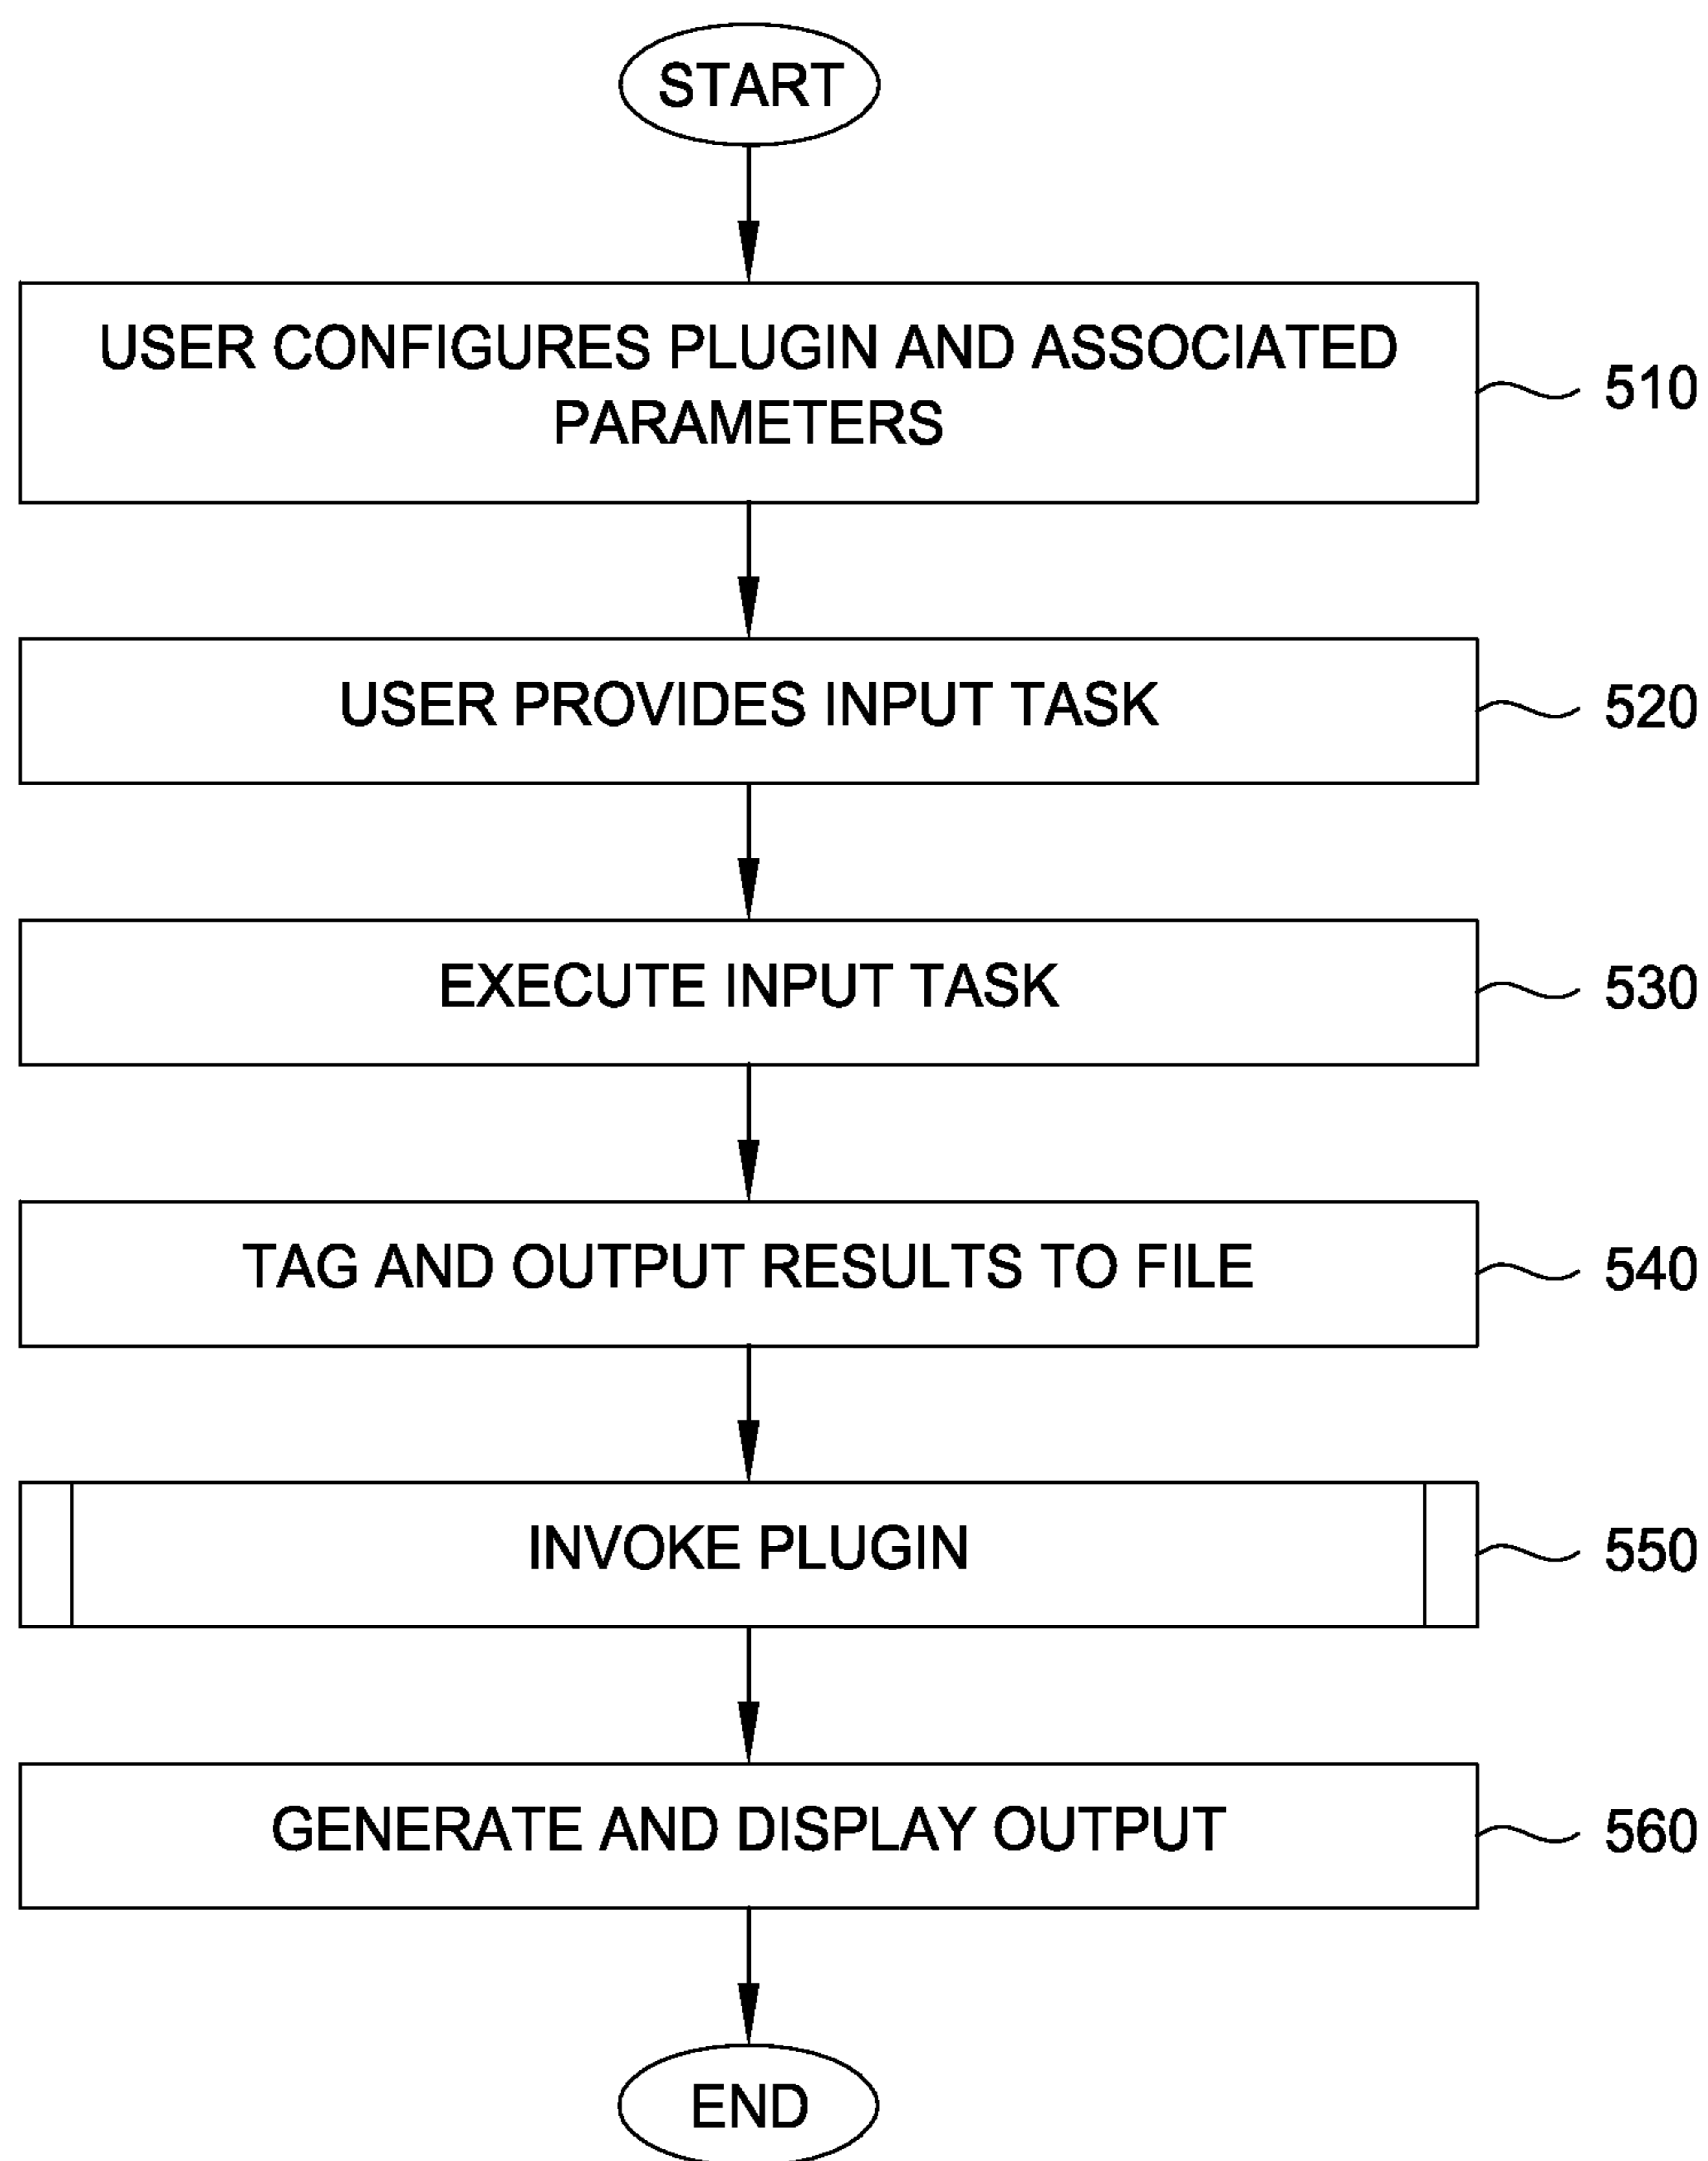 START
USER CONFIGURES PLUGIN AND ASSOCIATED
PARAMETERS
510
USER PROVIDES INPUT TASK
520
EXECUTE INPUT TASK
530
TAG AND OUTPUT RESULTS TO FILE
540
INVOKE PLUGIN
550
GENERATE AND DISPLAY OUTPUT
560
END